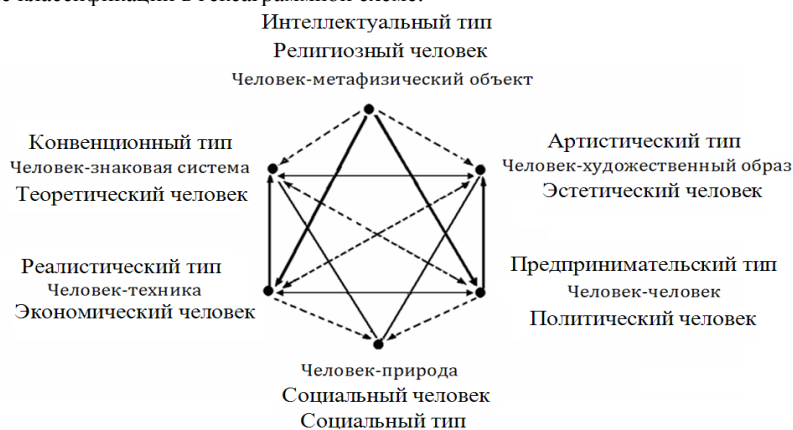 с классификации в гексаграммной схеме.
Интеллектуальный тип
Религиозный человек
Человек-метафизический объект
Конвенционный тип
Человек-знаковая система
Теоретический человек
Артистический тип
Человек-художественный образ
Эстетический человек
Реалистический тип
Человек-техника
Экономический человек
Предпринимательский тип
Человек-человек
Политический человек
Человек-природа
Социальный человек
Социальный тип